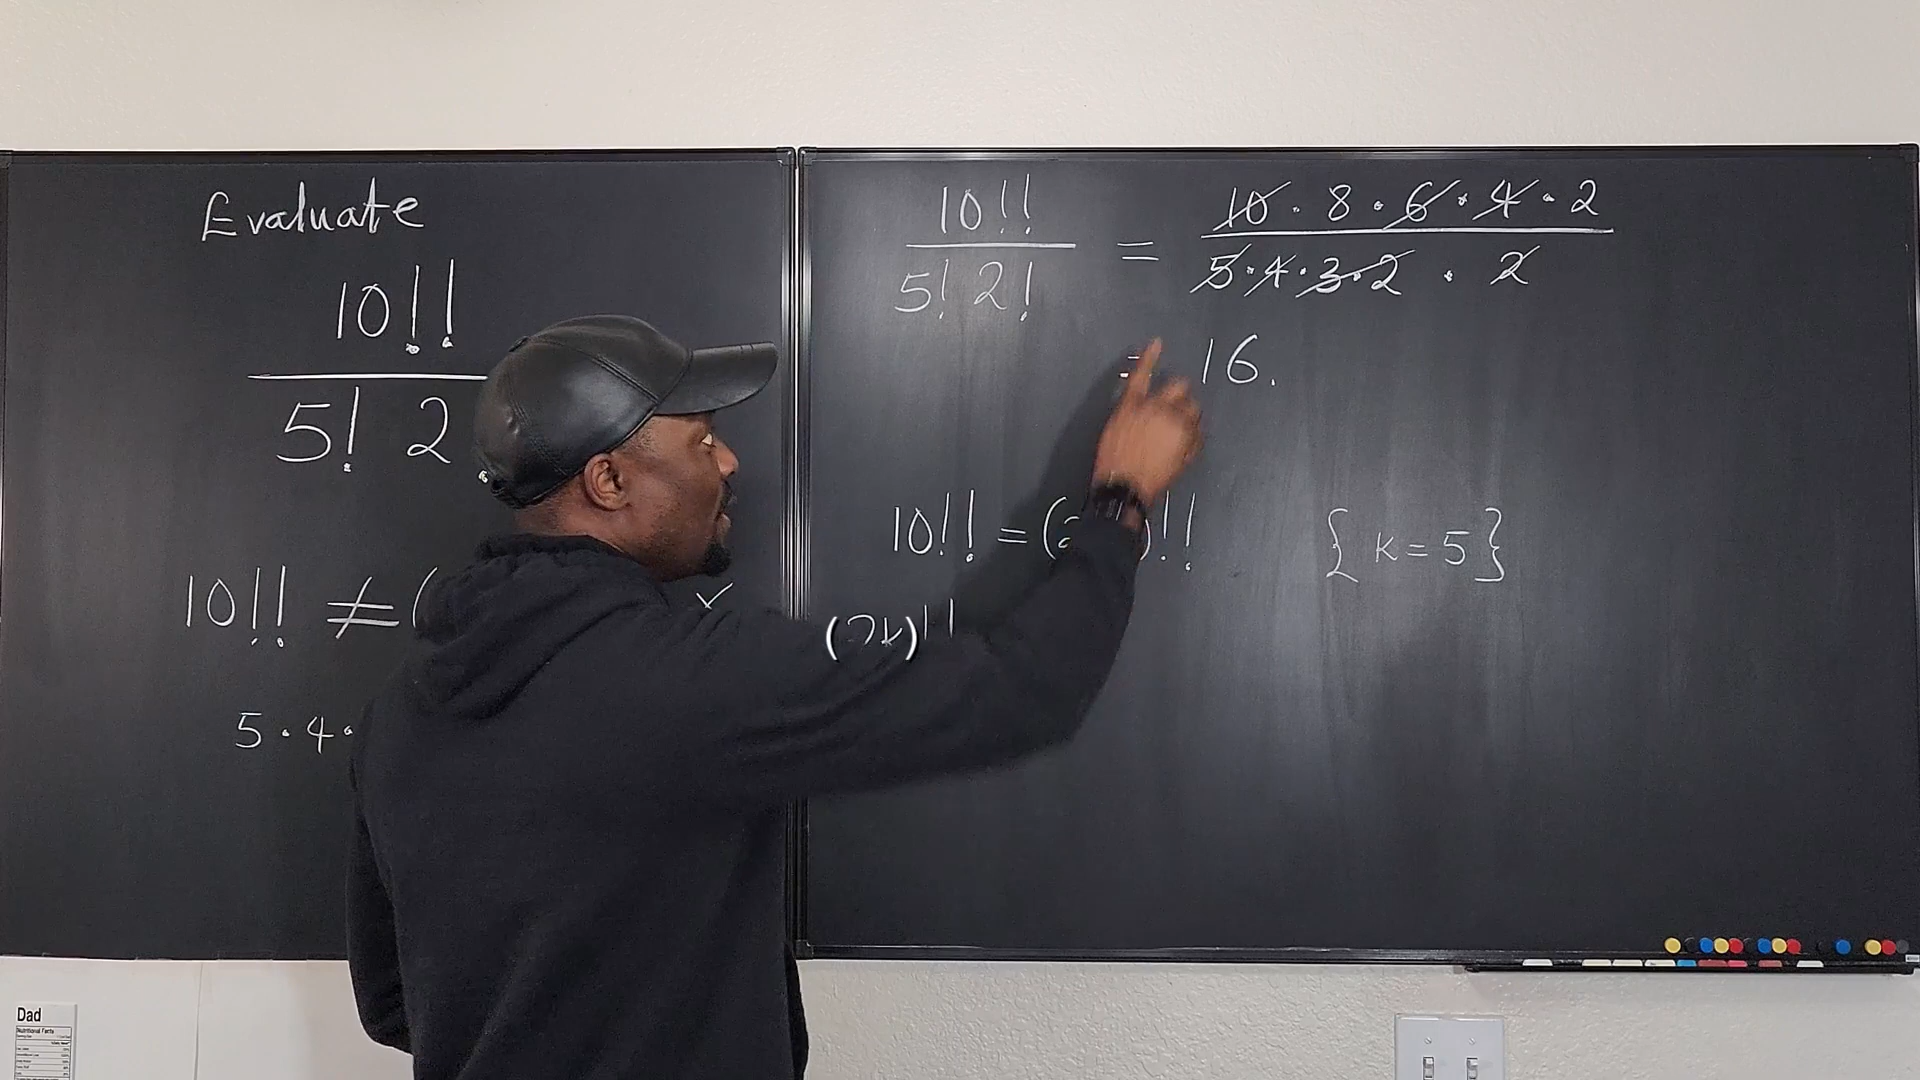 Evaluate
10!!
5! 2
10!! ≠ (
5 · 4 ·
10!! = 10 · 8 · 6 · 4 · 2
5! 2! 5 · 4 · 3 · 2 · 2
= 16.
10!! = (2 )!! { k = 5 }
(2k)!!
Dad
Nutritional Facts